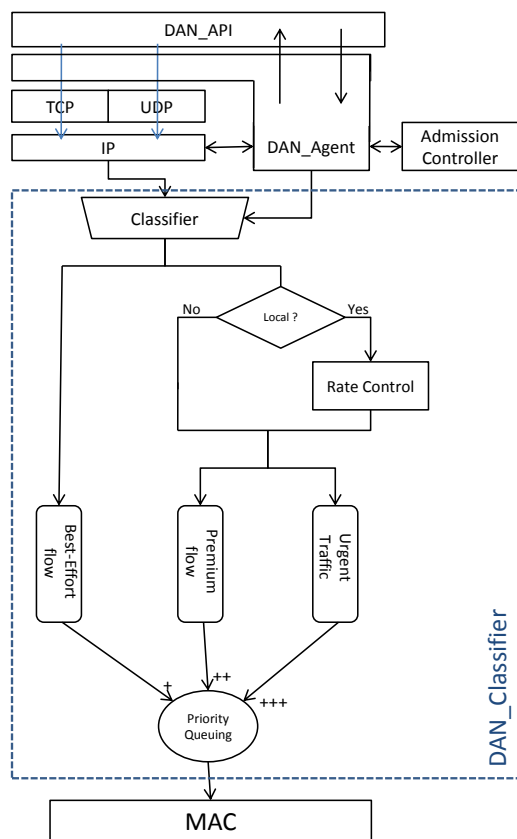 DAN_API
TCP
UDP
IP
DAN_Agent
Admission
Controller
Classifier
No
Local ?
Yes
Rate Control
Best-Effort
flow
Premium
flow
Urgent
Traffic
+
++
+++
Priority
Queuing
DAN_Classifier
MAC